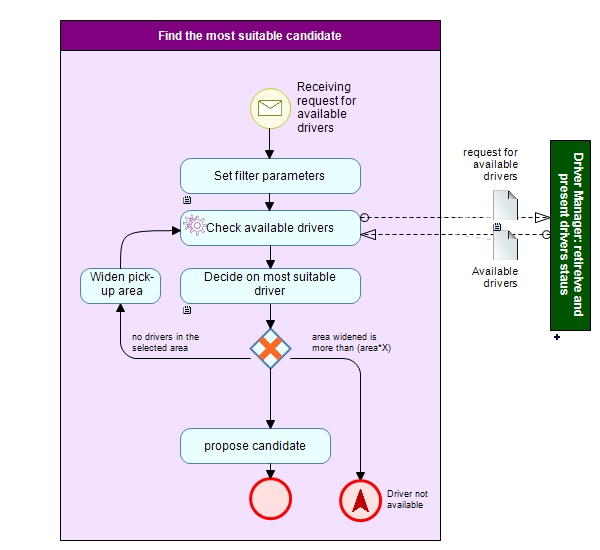 Find the most suitable candidate
Receiving
request for
available
drivers
request for
available
drivers
Set filter parameters
Check available drivers
Driver Manager: retireive and
present drivers staus
Available
drivers
Widen pick-
up area
Decide on most suitable
driver
no drivers in the
selected area
area widened is
more than (area*X)
propose candidate
Driver not
available